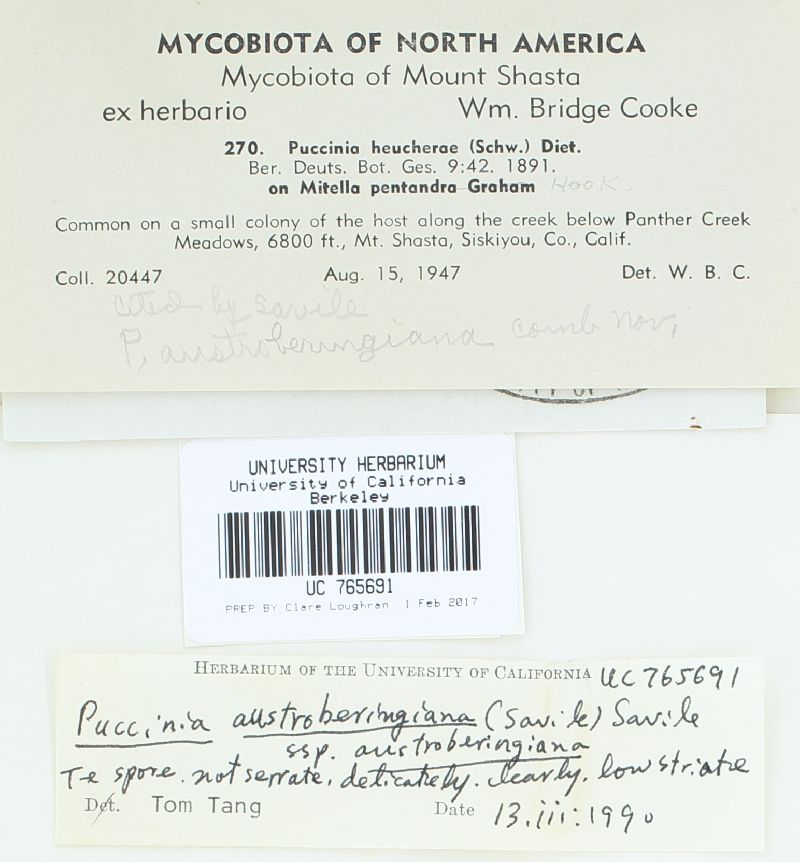 MYCOBIOTA OF NORTH AMERICA
Mycobiota of Mount Shasta
ex herbario Wm. Bridge Cooke
270. Puccinia heucherae (Schw.) Diet.
Ber. Deuts. Bot. Ges. 9:42. 1891.
on Mitella pentandra Graham Hook.
Common on a small colony of the host along the creek below Panther Creek
Meadows, 6800 ft., Mt. Shasta, Siskiyou, Co., Calif.
Coll. 20447 Aug. 15, 1947 Det. W. B. C.
cited by Savile
P. austroberingiana comb nov,
UNIVERSITY HERBARIUM
University of California
Berkeley
UC 765691
PREP BY Clare Loughran, 1 Feb 2017
HERBARIUM OF THE UNIVERSITY OF CALIFORNIA UC765691
Puccinia austroberingiana (Savile) Savile
ssp. austroberingiana
Te spore. not serrate, delicately. clearly. low striate
Det. Tom Tang Date 13.iii.1990